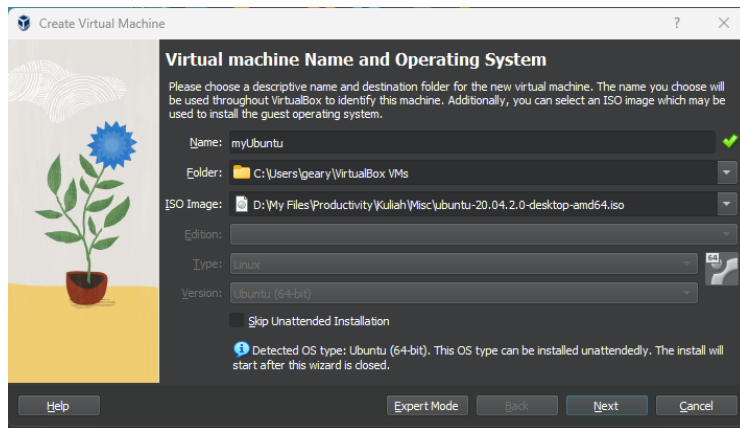 Create Virtual Machine
?
Virtual machine Name and Operating System
Please choose a descriptive name and destination folder for the new virtual machine. The name you choose will
be used throughout VirtualBox to identify this machine. Additionally, you can select an ISO image which may be
used to install the guest operating system.
Name: myUbuntu
Folder: C:\Users\geary\VirtualBox VMs
ISO Image: D:\My Files\Productivity\Kuliah\Misc\ubuntu-20.04.2.0-desktop-amd64.iso
Edition:
Type: Linux
64
Version: Ubuntu (64-bit)
Skip Unattended Installation
Detected OS type: Ubuntu (64-bit). This OS type can be installed unattendedly. The install will
start after this wizard is closed.
Help Expert Mode Back Next Cancel